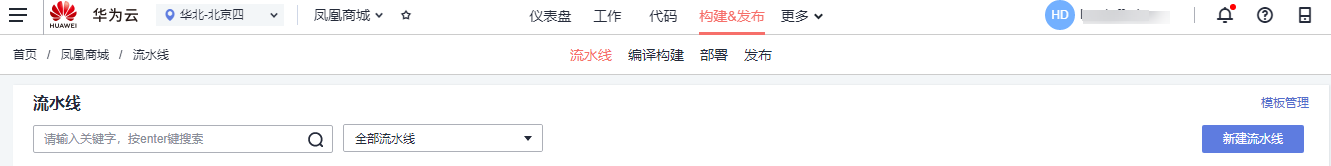 HUAWEI 华为云 华北-北京四 凤凰商城 仪表盘 工作 代码 构建&发布 更多 HD
首页 / 凤凰商城 / 流水线 流水线 编译构建 部署 发布
流水线 模板管理
请输入关键字，按enter键搜索 全部流水线 新建流水线